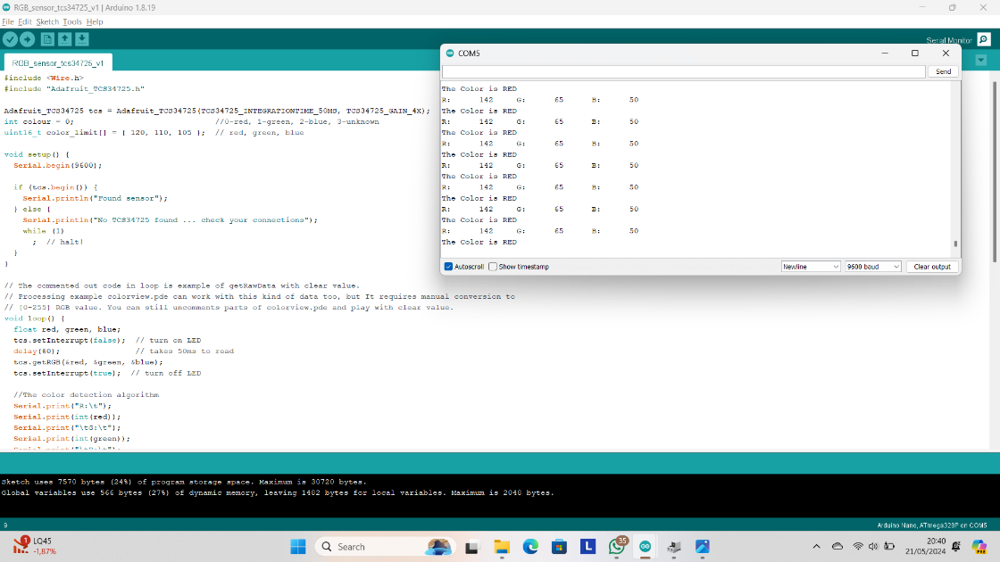 RGB_sensor_tcs34725_v1 | Arduino 1.8.19
File Edit Sketch Tools Help
Serial Monitor
RGB_sensor_tcs34725_v1
#include <Wire.h>
#include "Adafruit_TCS34725.h"
Adafruit_TCS34725 tcs = Adafruit_TCS34725(TCS34725_INTEGRATIONTIME_50MS, TCS34725_GAIN_4X);
int colour = 0; //0-red, 1-green, 2-blue, 3-unknown
uint16_t color_limit[] = { 120, 110, 105 }; // red, green, blue
void setup() {
Serial.begin(9600);
if (tcs.begin()) {
Serial.println("Found sensor");
} else {
Serial.println("No TCS34725 found ... check your connections");
while (1)
; // halt!
}
}
// The commented out code in loop is example of getRawData with clear value.
// Processing example colorview.pde can work with this kind of data too, but It requires manual conversion to
// [0-255] RGB value. You can still uncomments parts of colorview.pde and play with clear value.
void loop() {
float red, green, blue;
tcs.setInterrupt(false); // turn on LED
delay(60); // takes 50ms to read
tcs.getRGB(&red, &green, &blue);
tcs.setInterrupt(true); // turn off LED
//The color detection algorithm
Serial.print("R:\t");
Serial.print(int(red));
Serial.print("\tG:\t");
Serial.print(int(green));
COM5
Send
The Color is RED
R: 142 G: 65 B: 50
The Color is RED
R: 142 G: 65 B: 50
The Color is RED
R: 142 G: 65 B: 50
The Color is RED
R: 142 G: 65 B: 50
The Color is RED
R: 142 G: 65 B: 50
The Color is RED
R: 142 G: 65 B: 50
The Color is RED
R: 142 G: 65 B: 50
The Color is RED
Autoscroll Show timestamp Newline 9600 baud Clear output
Sketch uses 7570 bytes (24%) of program storage space. Maximum is 30720 bytes.
Global variables use 566 bytes (27%) of dynamic memory, leaving 1482 bytes for local variables. Maximum is 2048 bytes.
9 Arduino Nano, ATmega328P on COM5
1
LQ45
-1,87%
Search
L
35
20:40
21/05/2024
PRE